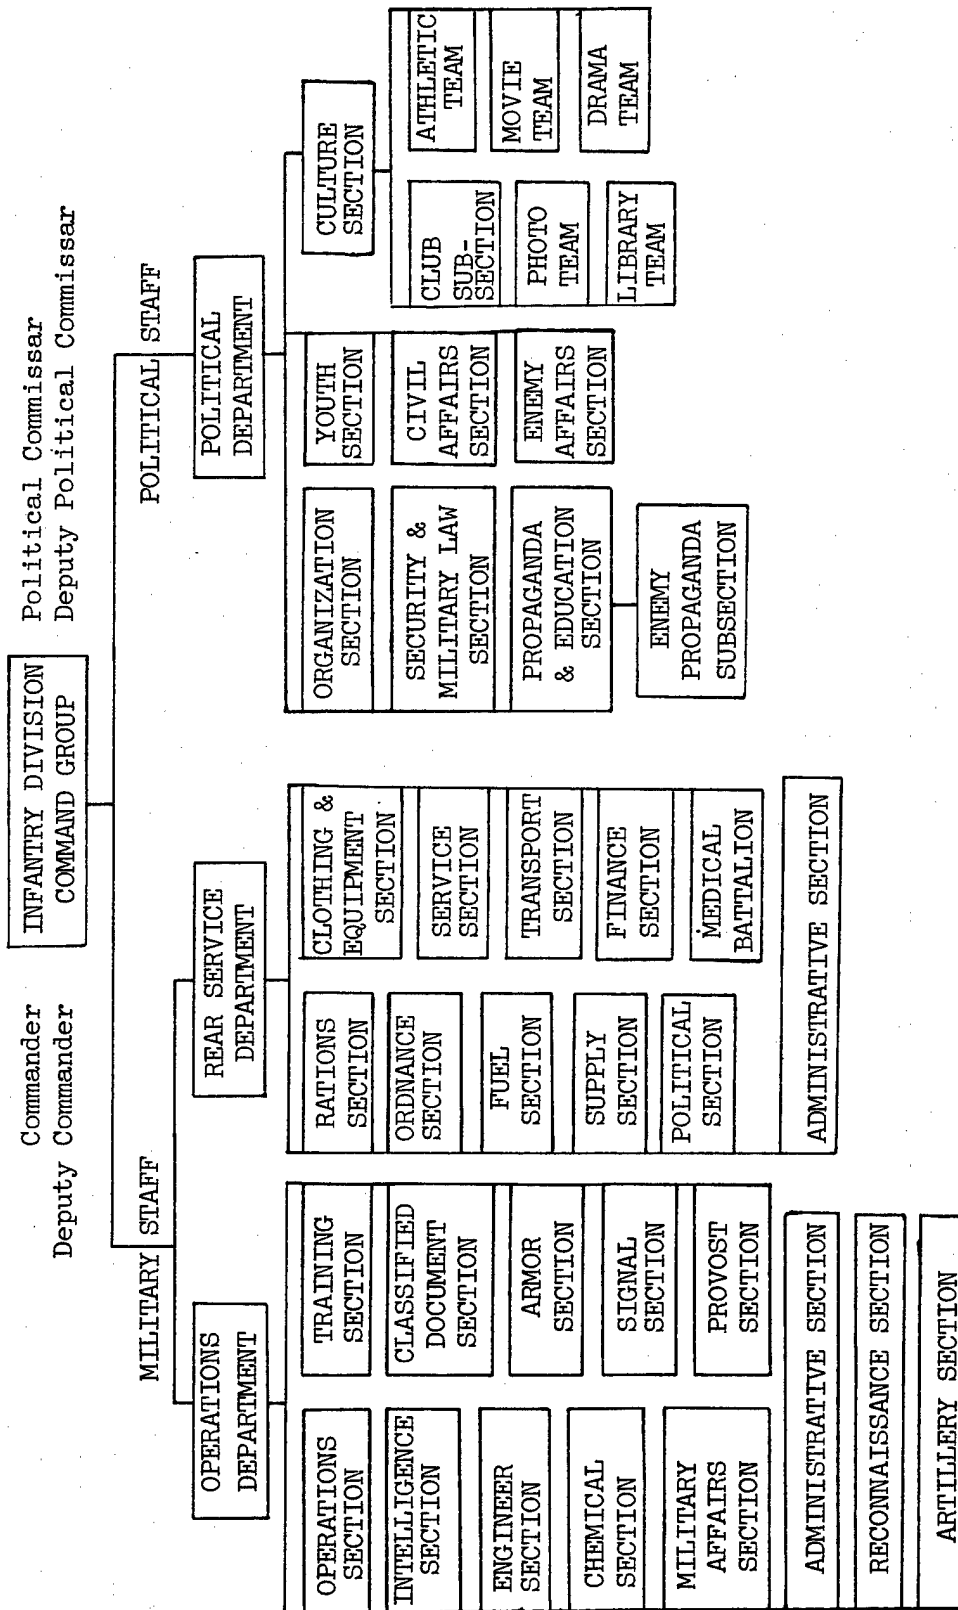 INFANTRY DIVISION
COMMAND GROUP
Commander
Deputy Commander
Political Commissar
Deputy Political Commissar
MILITARY STAFF
POLITICAL STAFF
OPERATIONS
DEPARTMENT
REAR SERVICE
DEPARTMENT
POLITICAL
DEPARTMENT
OPERATIONS
SECTION
TRAINING
SECTION
INTELLIGENCE
SECTION
CLASSIFIED
DOCUMENT
SECTION
ENGINEER
SECTION
ARMOR
SECTION
CHEMICAL
SECTION
SIGNAL
SECTION
MILITARY
AFFAIRS
SECTION
PROVOST
SECTION
ADMINISTRATIVE SECTION
RECONNAISSANCE SECTION
ARTILLERY SECTION
RATIONS
SECTION
CLOTHING &
EQUIPMENT
SECTION
ORDNANCE
SECTION
SERVICE
SECTION
FUEL
SECTION
TRANSPORT
SECTION
SUPPLY
SECTION
FINANCE
SECTION
POLITICAL
SECTION
MEDICAL
BATTALION
ADMINISTRATIVE SECTION
ORGANIZATION
SECTION
YOUTH
SECTION
SECURITY &
MILITARY LAW
SECTION
CIVIL
AFFAIRS
SECTION
PROPAGANDA
& EDUCATION
SECTION
ENEMY
AFFAIRS
SECTION
ENEMY
PROPAGANDA
SUBSECTION
CULTURE
SECTION
CLUB
SUB-
SECTION
ATHLETIC
TEAM
PHOTO
TEAM
MOVIE
TEAM
LIBRARY
TEAM
DRAMA
TEAM